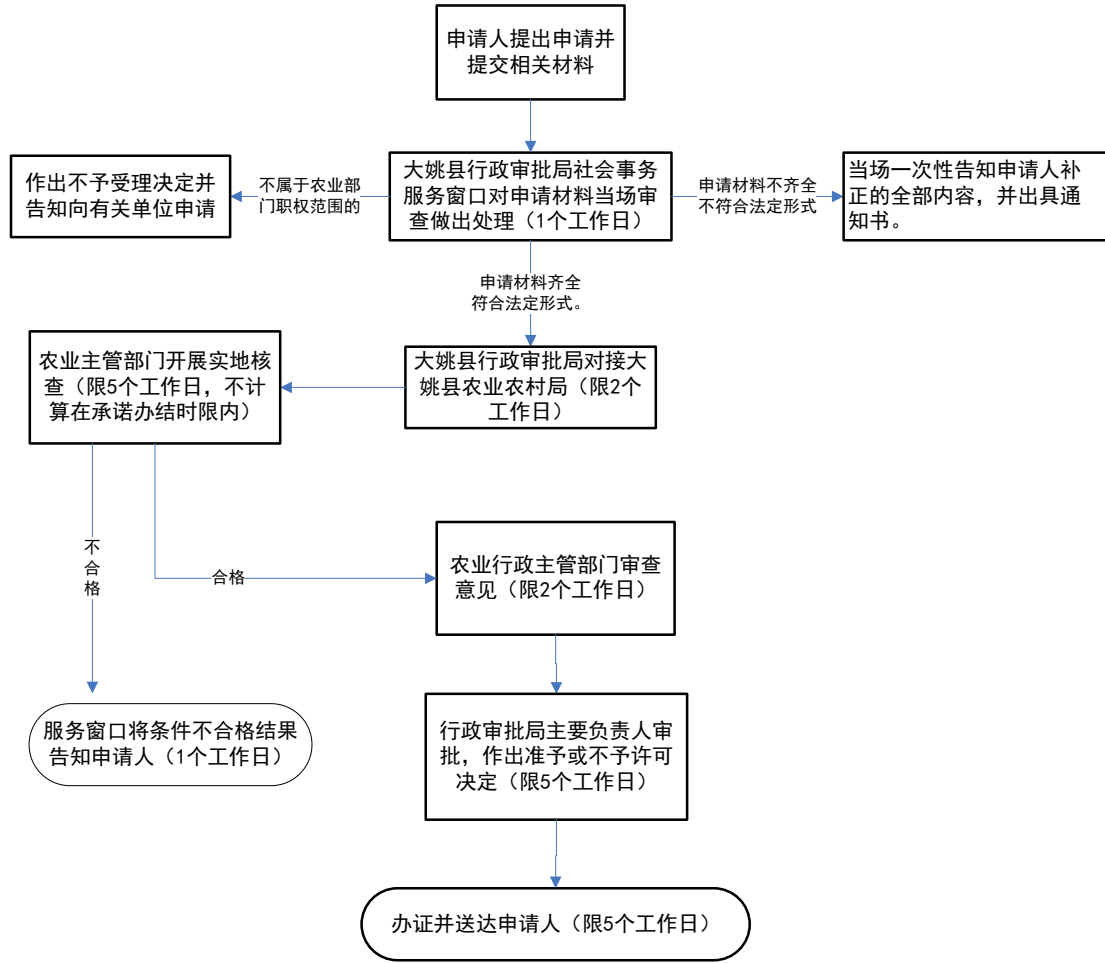 申请人提出申请并
提交相关材料
作出不予受理决定并
告知向有关单位申请
不属于农业部
门职权范围的
大姚县行政审批局社会事务
服务窗口对申请材料当场审
查做出处理（1个工作日）
申请材料不齐全
不符合法定形式
当场一次性告知申请人补
正的全部内容，并出具通
知书。
申请材料齐全
符合法定形式。
农业主管部门开展实地核
查（限5个工作日，不计
算在承诺办结时限内）
大姚县行政审批局对接大
姚县农业农村局（限2个
工作日）
不
合
格
合格
农业行政主管部门审查
意见（限2个工作日）
服务窗口将条件不合格结果
告知申请人（1个工作日）
行政审批局主要负责人审
批，作出准予或不予许可
决定（限5个工作日）
办证并送达申请人（限5个工作日）